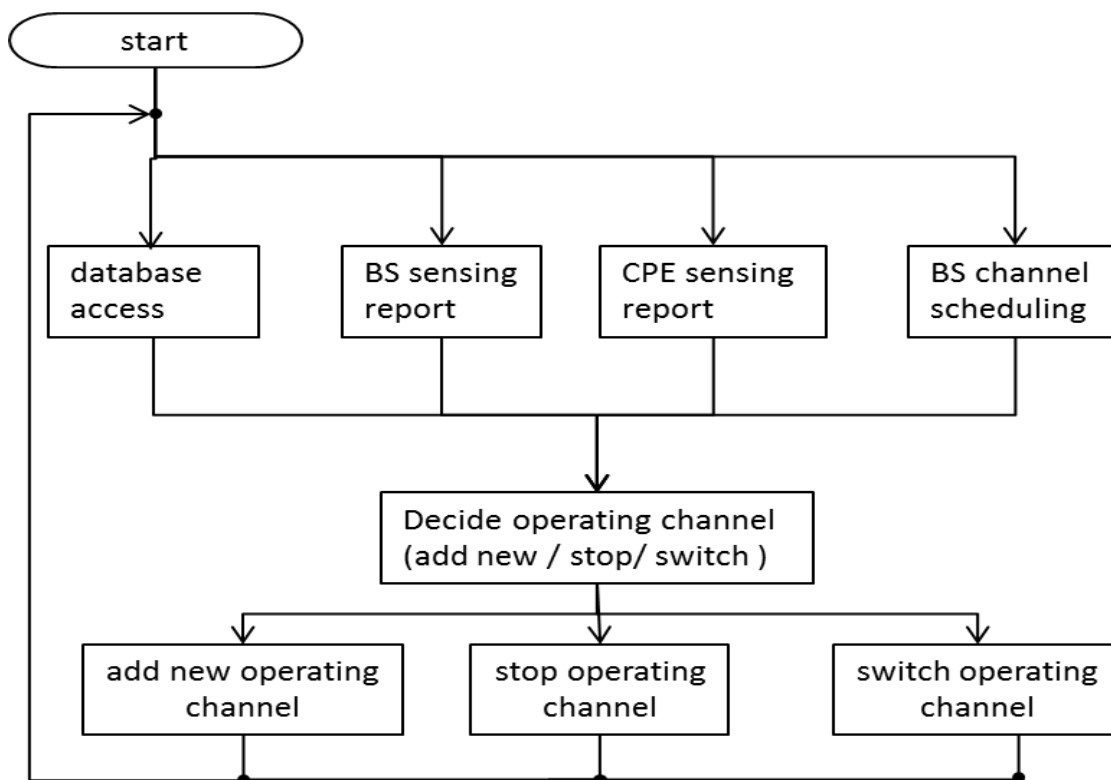 start
database
access
BS sensing
report
CPE sensing
report
BS channel
scheduling
Decide operating channel
(add new / stop/ switch )
add new operating
channel
stop operating
channel
switch operating
channel